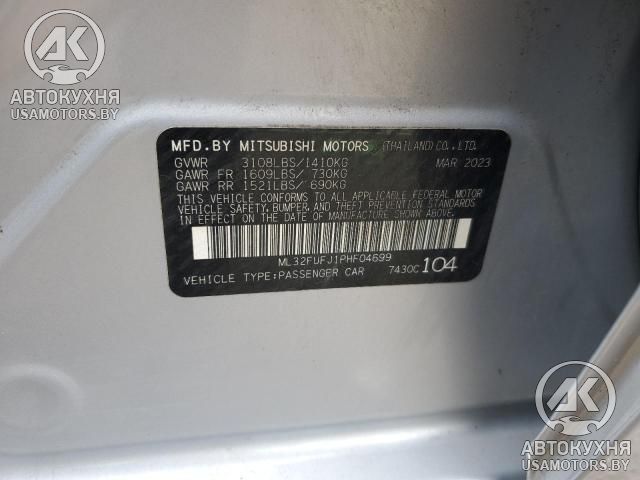 AK
АВТОКУХНЯ
USAMOTORS.BY
MFD.BY MITSUBISHI MOTORS (THAILAND) CO.,LTD.
GVWR 3108LBS/1410KG MAR 2023
GAWR FR 1609LBS/ 730KG
GAWR RR 1521LBS/ 690KG
THIS VEHICLE CONFORMS TO ALL APPLICABLE FEDERAL MOTOR
VEHICLE SAFETY, BUMPER, AND THEFT PREVENTION STANDARDS
IN EFFECT ON THE DATE OF MANUFACTURE SHOWN ABOVE.
ML32FUFJ1PHF04699
VEHICLE TYPE:PASSENGER CAR 7430C 104
AK
АВТОКУХНЯ
USAMOTORS.BY